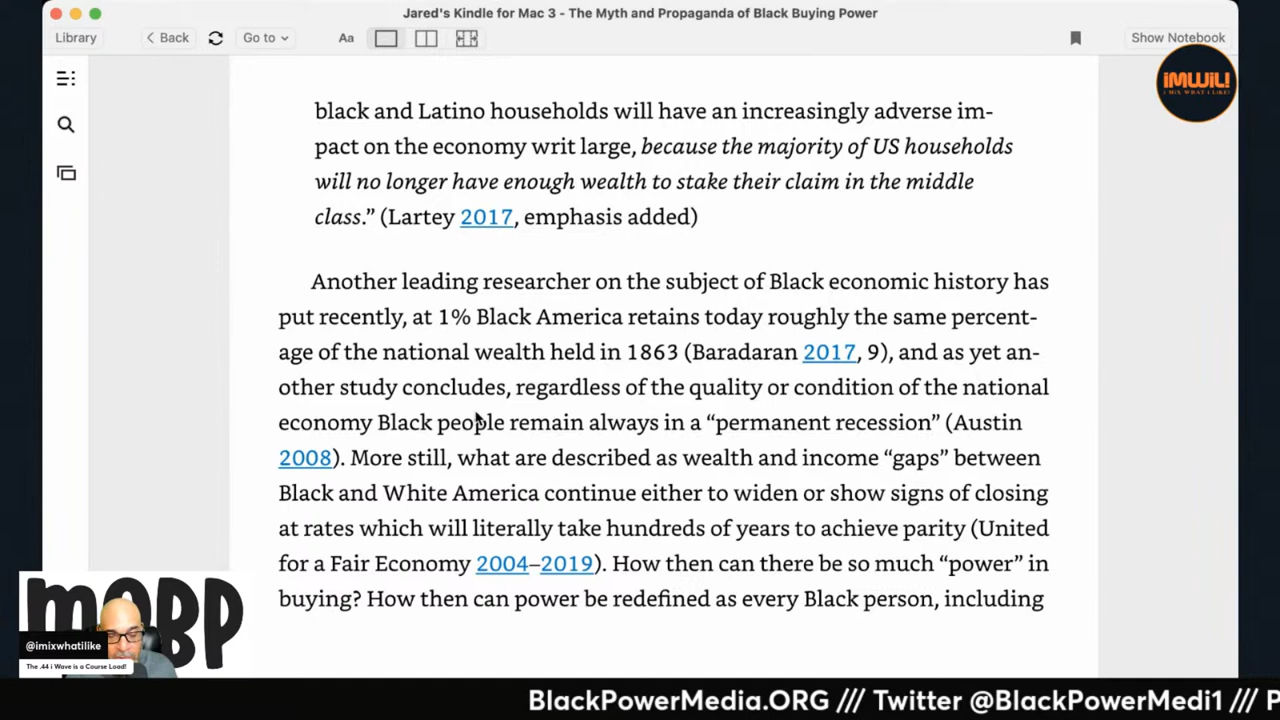 Jared's Kindle for Mac 3 - The Myth and Propaganda of Black Buying Power
Library
Back
Go to
Aa
Show Notebook
iMWiL!
i MiX WHAT i LiKE!
black and Latino households will have an increasingly adverse im-
pact on the economy writ large, because the majority of US households
will no longer have enough wealth to stake their claim in the middle
class.” (Lartey 2017, emphasis added)
Another leading researcher on the subject of Black economic history has
put recently, at 1% Black America retains today roughly the same percent-
age of the national wealth held in 1863 (Baradaran 2017, 9), and as yet an-
other study concludes, regardless of the quality or condition of the national
economy Black people remain always in a “permanent recession” (Austin
2008). More still, what are described as wealth and income “gaps” between
Black and White America continue either to widen or show signs of closing
at rates which will literally take hundreds of years to achieve parity (United
for a Fair Economy 2004–2019). How then can there be so much “power” in
buying? How then can power be redefined as every Black person, including
@imixwhatilike
The .44 i Wave is a Course Load!
BlackPowerMedia.ORG /// Twitter @BlackPowerMedi1 /// P